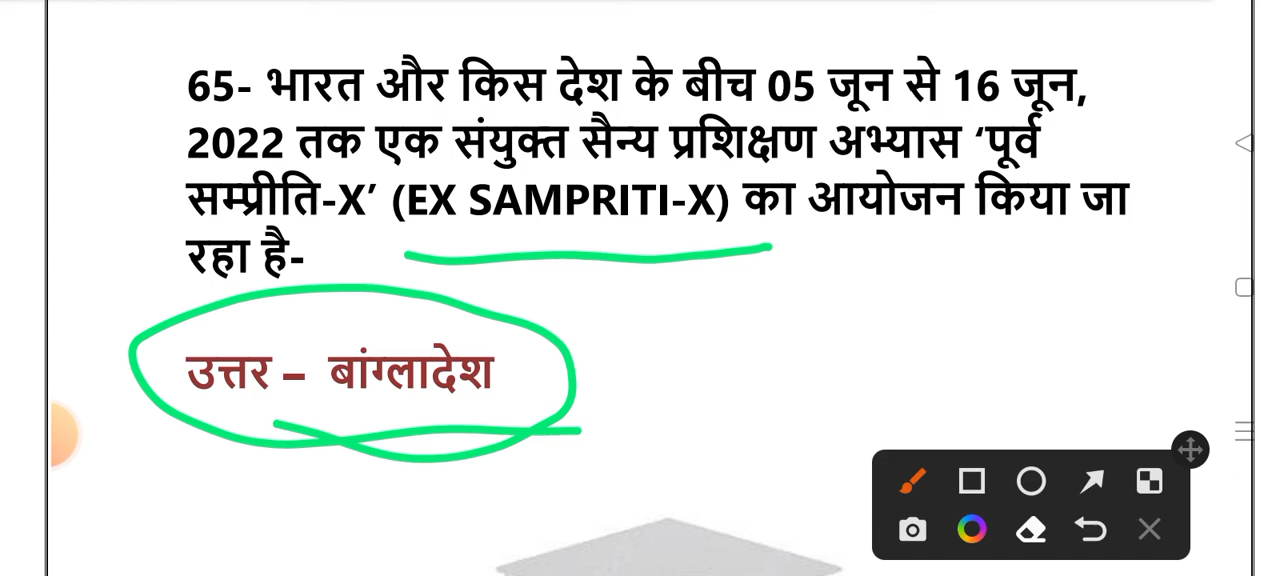 65- भारत और किस देश के बीच 05 जून से 16 जून,
2022 तक एक संयुक्त सैन्य प्रशिक्षण अभ्यास ‘पूर्व
सम्प्रीति-X’ (EX SAMPRITI-X) का आयोजन किया जा
रहा है-
उत्तर – बांग्लादेश